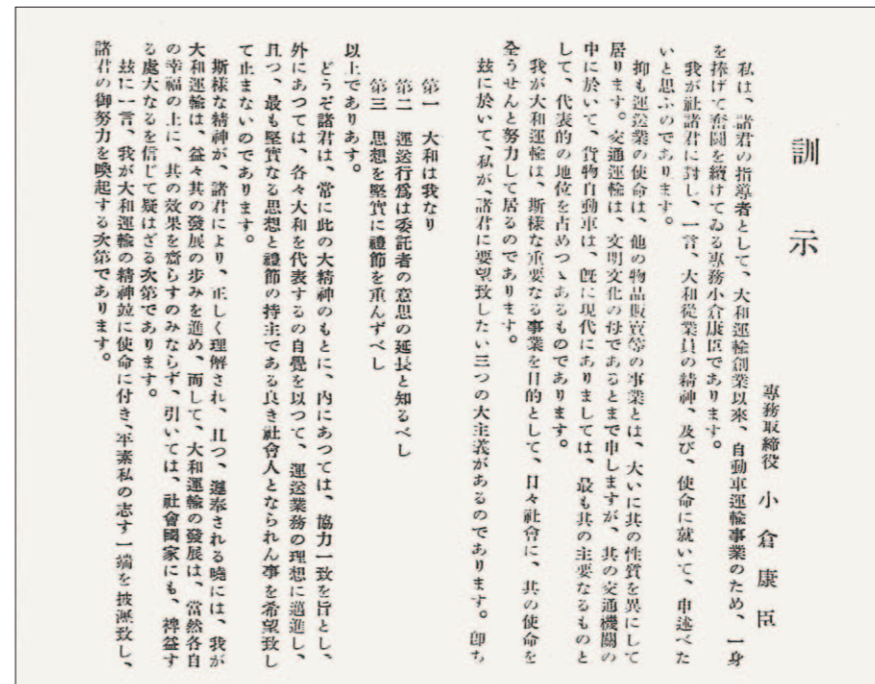 訓示
專務取締役　小倉康臣
私は、諸君の指導者として、大和運輸創業以來、自動車運輸事業のため、一身
を捧げて奮鬪を續けてゐる專務小倉康臣であります。
我が社諸君に對し、一言、大和從業員の精神、及び、使命に就いて、申述べた
いと思ふのであります。
抑も運送業の使命は、他の物品販賣等の事業とは、大いに其の性質を異にして
居ります。交通運輸は、文明文化の母であるとまで申しますが、其の交通機關の
中に於いて、貨物自動車は、旣に現代にありましては、最も其の主要なるものと
して、代表的の地位を占めつゝあるものであります。
我が大和運輸は、斯樣な重要なる事業を目的として、日々社會に、其の使命を
全うせんと努力して居るのであります。
玆に於いて、私が、諸君に要望致したい三つの大主義があるのであります。卽ち
第一　大和は我なり
第二　運送行爲は委託者の意思の延長と知るべし
第三　思想を堅實に禮節を重んずべし
以上でありあす。
どうぞ諸君は、常に此の大精神のもとに、內にあつては、協力一致を旨とし、
外にあつては、各々大和を代表するの自覺を以つて、運送業務の理想に邁進し、
且つ、最も堅實なる思想と禮節の持主である良き社會人となられん事を希望致し
て止まないのであります。
斯樣な精神が、諸君により、正しく理解され、且つ、遵奉される曉には、我が
大和運輸は、益々其の發展の步みを進め、而して、大和運輸の發展は、當然各自
の幸福の上に、其の效果を齎らすのみならず、引いては、社會國家にも、裨益す
る處大なるを信じて疑はざる次第であります。
玆に一言、我が大和運輸の精神竝に使命に付き、平素私の志す一端を披瀝致し、
諸君の御努力を喚起する次第であります。